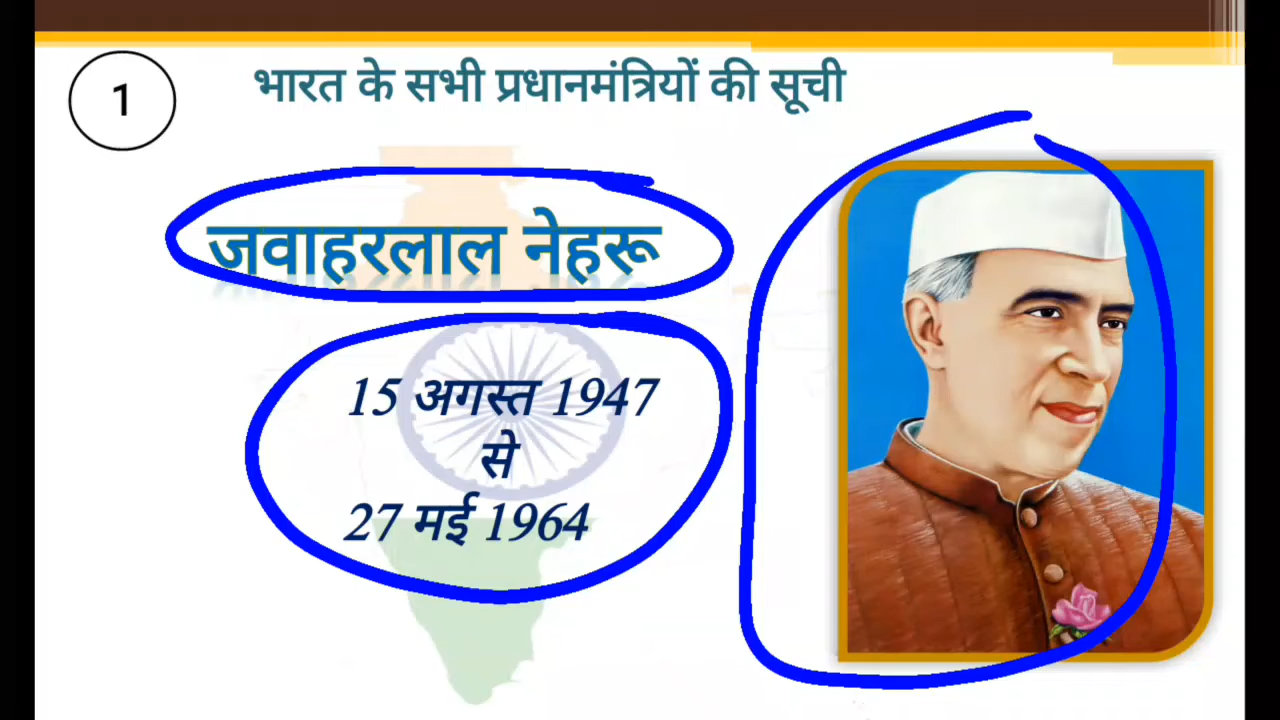 1
भारत के सभी प्रधानमंत्रियों की सूची
जवाहरलाल नेहरू
15 अगस्त 1947
से
27 मई 1964